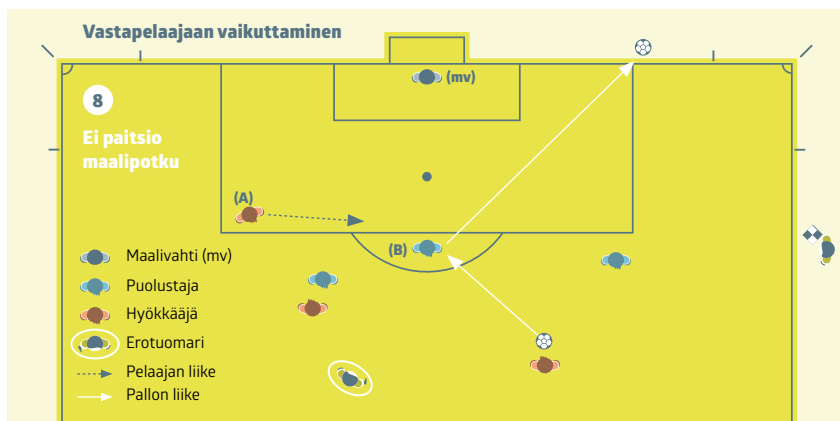 Vastapelaajaan vaikuttaminen
(mv)
8
Ei paitsio
maalipotku
(A)
(B)
Maalivahti (mv)
Puolustaja
Hyökkääjä
Erotuomari
Pelaajan liike
Pallon liike